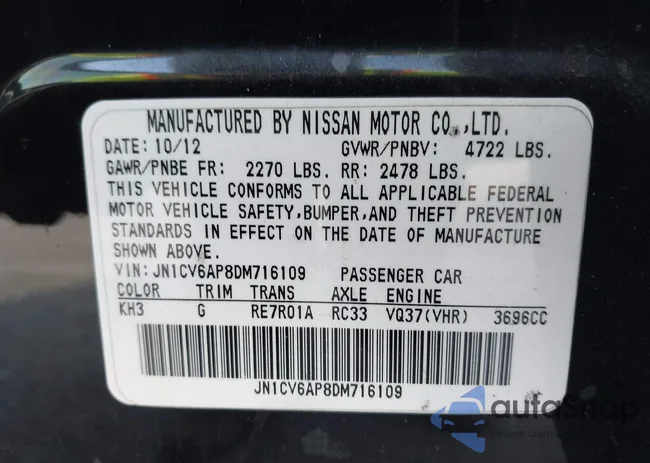 MANUFACTURED BY NISSAN MOTOR CO.,LTD.
DATE: 10/12 GVWR/PNBV: 4722 LBS.
GAWR/PNBE FR: 2270 LBS. RR: 2478 LBS.
THIS VEHICLE CONFORMS TO ALL APPLICABLE FEDERAL
MOTOR VEHICLE SAFETY,BUMPER,AND THEFT PREVENTION
STANDARDS IN EFFECT ON THE DATE OF MANUFACTURE
SHOWN ABOVE.
VIN: JN1CV6AP8DM716109 PASSENGER CAR
COLOR TRIM TRANS AXLE ENGINE
KH3 G RE7R01A RC33 VQ37(VHR) 3696CC
JN1CV6AP8DM716109
autoSnap